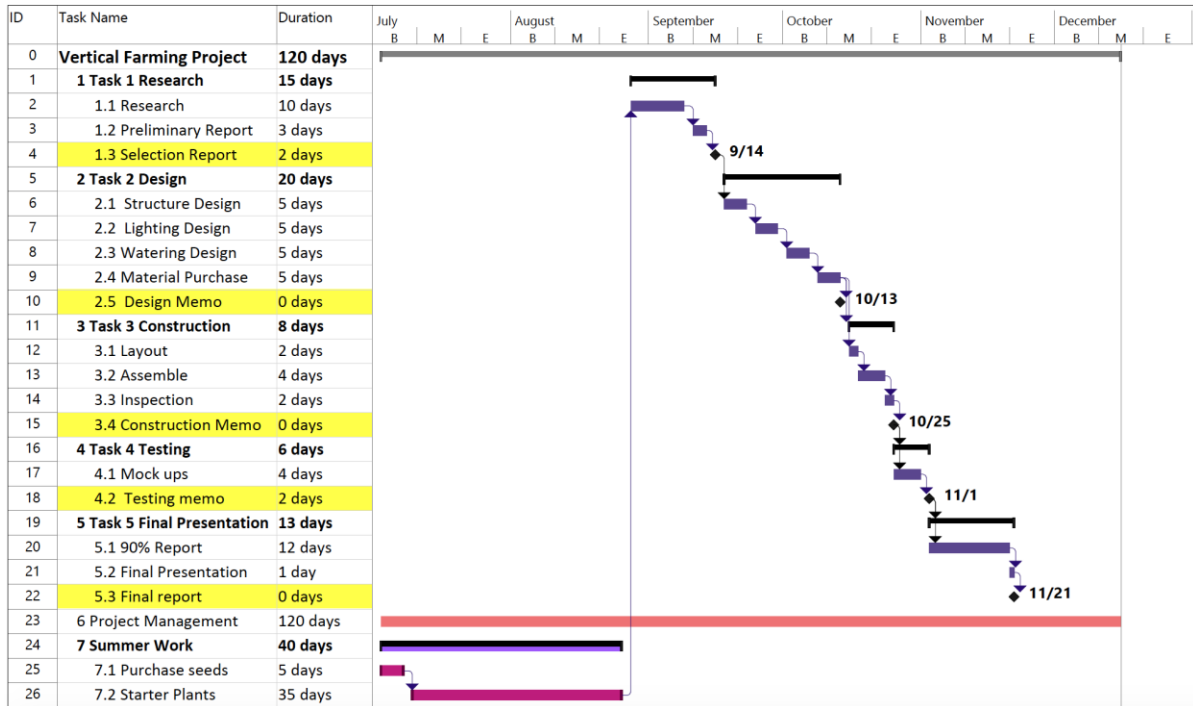 ID Task Name Duration July August September October November December
B M E B M E B M E B M E B M E B M E
0 Vertical Farming Project 120 days
1 1 Task 1 Research 15 days
2 1.1 Research 10 days
3 1.2 Preliminary Report 3 days
4 1.3 Selection Report 2 days 9/14
5 2 Task 2 Design 20 days
6 2.1 Structure Design 5 days
7 2.2 Lighting Design 5 days
8 2.3 Watering Design 5 days
9 2.4 Material Purchase 5 days
10 2.5 Design Memo 0 days 10/13
11 3 Task 3 Construction 8 days
12 3.1 Layout 2 days
13 3.2 Assemble 4 days
14 3.3 Inspection 2 days
15 3.4 Construction Memo 0 days 10/25
16 4 Task 4 Testing 6 days
17 4.1 Mock ups 4 days
18 4.2 Testing memo 2 days 11/1
19 5 Task 5 Final Presentation 13 days
20 5.1 90% Report 12 days
21 5.2 Final Presentation 1 day
22 5.3 Final report 0 days 11/21
23 6 Project Management 120 days
24 7 Summer Work 40 days
25 7.1 Purchase seeds 5 days
26 7.2 Starter Plants 35 days